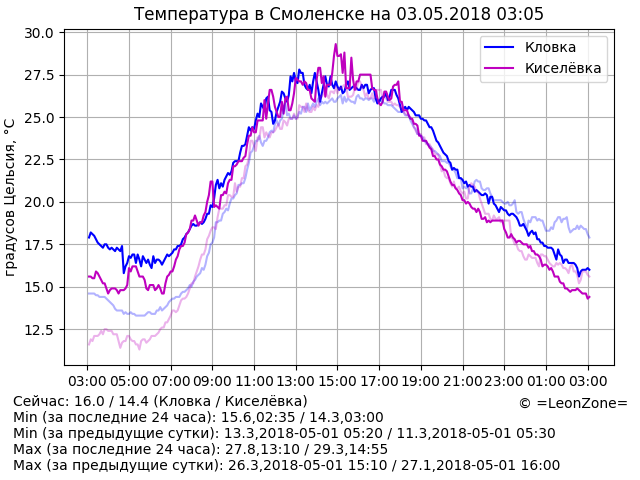 Температура в Смоленске на 03.05.2018 03:05
Кловка
Киселёвка
градусов Цельсия, °C
30.0
27.5
25.0
22.5
20.0
17.5
15.0
12.5
03:00 05:00 07:00 09:00 11:00 13:00 15:00 17:00 19:00 21:00 23:00 01:00 03:00
Сейчас: 16.0 / 14.4 (Кловка / Киселёвка)
© =LeonZone=
Min (за последние 24 часа): 15.6,02:35 / 14.3,03:00
Min (за предыдущие сутки): 13.3,2018-05-01 05:20 / 11.3,2018-05-01 05:30
Max (за последние 24 часа): 27.8,13:10 / 29.3,14:55
Max (за предыдущие сутки): 26.3,2018-05-01 15:10 / 27.1,2018-05-01 16:00